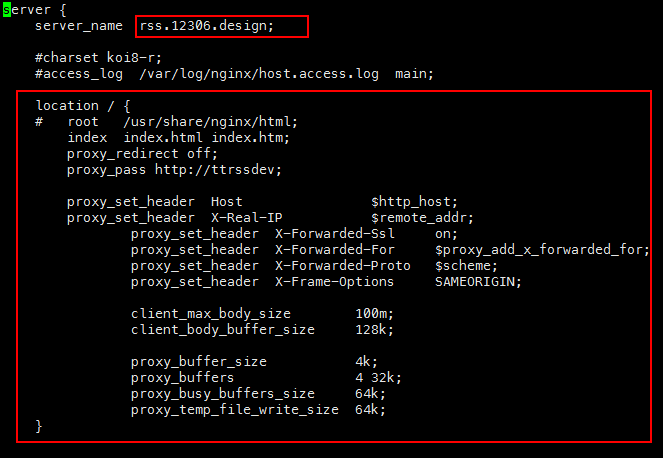 server {
    server_name  rss.12306.design;
    #charset koi8-r;
    #access_log  /var/log/nginx/host.access.log  main;
    location / {
    #   root   /usr/share/nginx/html;
        index  index.html index.htm;
        proxy_redirect off;
        proxy_pass http://ttrssdev;
        proxy_set_header  Host                $http_host;
        proxy_set_header  X-Real-IP           $remote_addr;
                proxy_set_header  X-Forwarded-Ssl     on;
                proxy_set_header  X-Forwarded-For     $proxy_add_x_forwarded_for;
                proxy_set_header  X-Forwarded-Proto   $scheme;
                proxy_set_header  X-Frame-Options     SAMEORIGIN;
                client_max_body_size        100m;
                client_body_buffer_size     128k;
                proxy_buffer_size           4k;
                proxy_buffers               4 32k;
                proxy_busy_buffers_size     64k;
                proxy_temp_file_write_size  64k;
    }